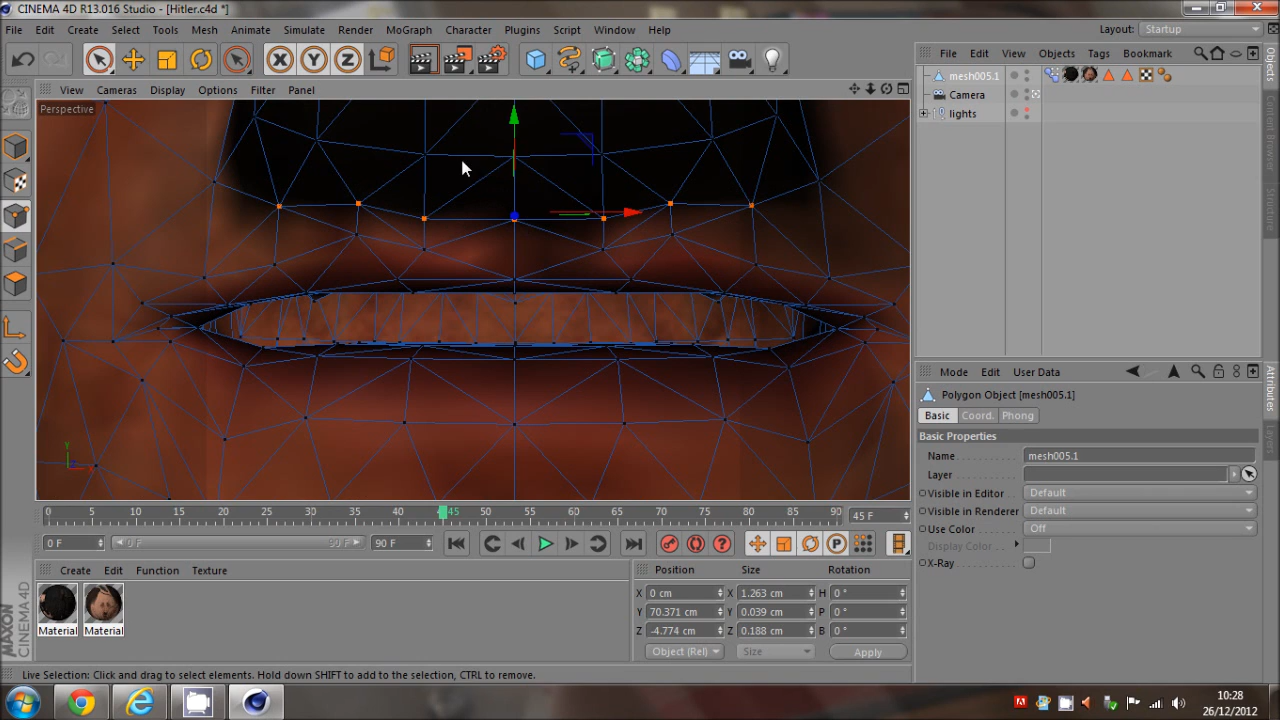 CINEMA 4D R13.016 Studio - [Hitler.c4d *]
File Edit Create Select Tools Mesh Animate Simulate Render MoGraph Character Plugins Script Window Help Layout: Startup
X Y Z
File Edit View Objects Tags Bookmark
View Cameras Display Options Filter Panel
Perspective
mesh005.1
Camera
lights
Objects
Content Browser
Structure
Mode Edit User Data
Polygon Object [mesh005.1]
Basic Coord. Phong
Basic Properties
Name mesh005.1
Layer
Visible in Editor Default
Visible in Renderer Default
Use Color Off
Display Color
X-Ray
Attributes
Layers
Y
X
0 5 10 15 20 25 30 35 40 45 50 55 60 65 70 75 80 85 90 45 F
0 F 0 F 90 F 90 F
P
Create Edit Function Texture
Material Material
Position Size Rotation
X 0 cm X 1.263 cm H 0 °
Y 70.371 cm Y 0.039 cm P 0 °
Z -4.774 cm Z 0.188 cm B 0 °
Object (Rel) Size Apply
MAXON
CINEMA 4D
Live Selection: Click and drag to select elements. Hold down SHIFT to add to the selection, CTRL to remove.
10:28
26/12/2012